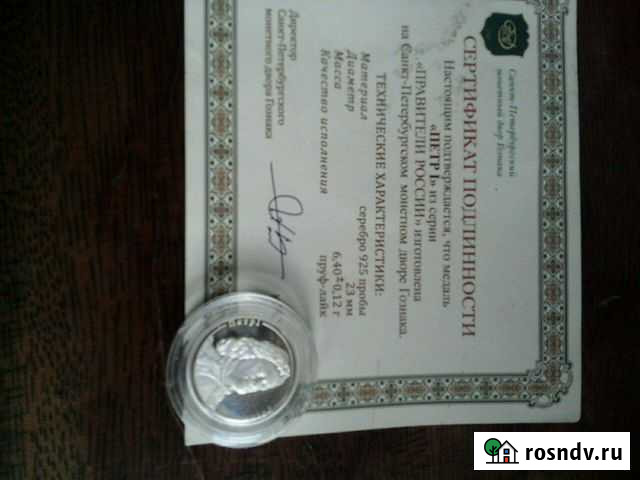 Санкт-Петербургский
монетный двор Гознака
СЕРТИФИКАТ ПОДЛИННОСТИ
Настоящим подтверждается, что медаль
«ПЕТР I» из серии
«ПРАВИТЕЛИ РОССИИ» изготовлена
на Санкт-Петербургском монетном дворе Гознака.
ТЕХНИЧЕСКИЕ ХАРАКТЕРИСТИКИ:
Материал серебро 925 пробы
Диаметр 23 мм
Масса 6,40±0,12 г
Качество исполнения пруф-лайк
Директор
Санкт-Петербургского
монетного двора Гознака
rosndv.ru